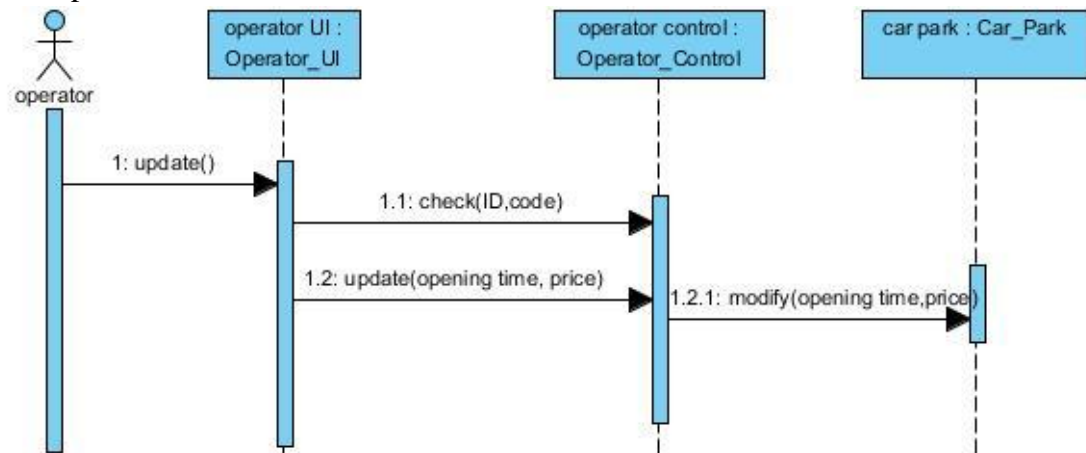 operator UI :
Operator_UI
operator control :
Operator_Control
car park : Car_Park
operator
1: update()
1.1: check(ID,code)
1.2: update(opening time, price)
1.2.1: modify(opening time,price)